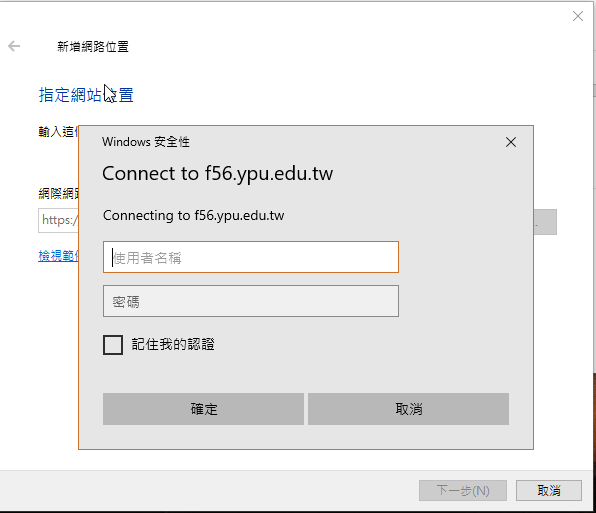 新增網路位置
指定網站位置
輸入這
Windows 安全性
Connect to f56.ypu.edu.tw
Connecting to f56.ypu.edu.tw
網際網路
https:/
檢視範
使用者名稱
密碼
記住我的認證
確定
取消
下一步(N)
取消